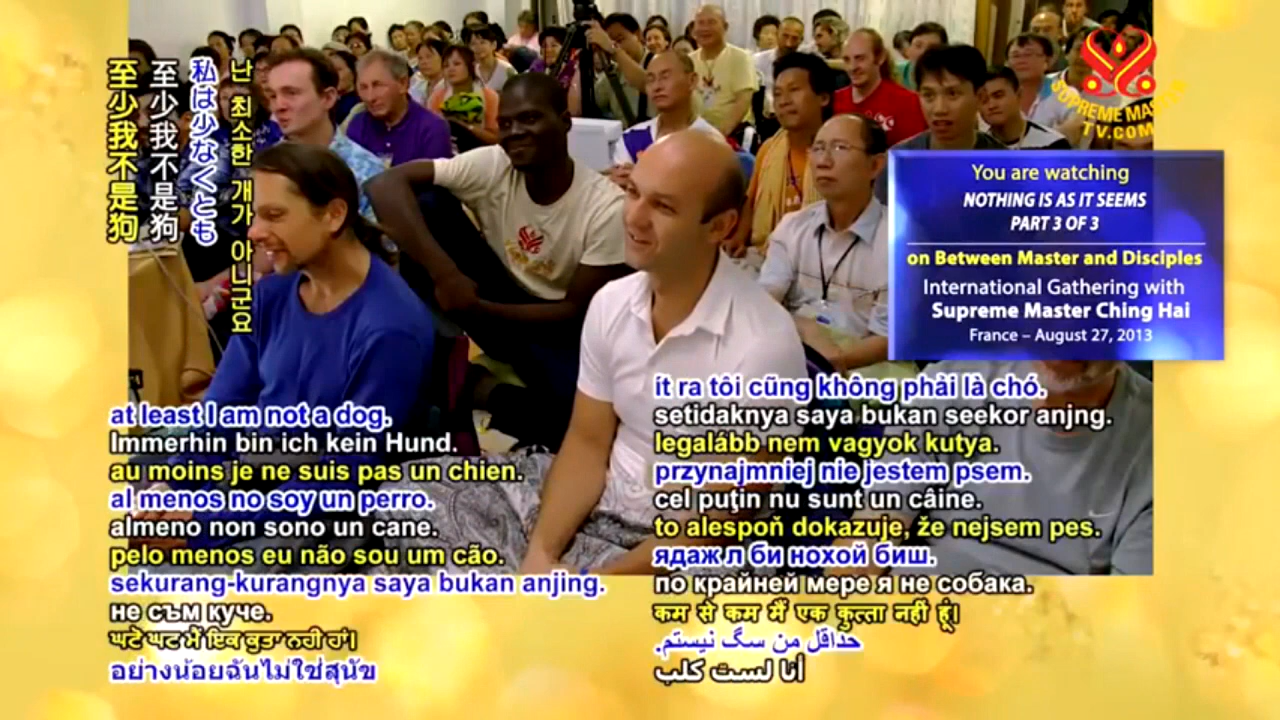 至少我不是狗
至少我不是狗
私は少なくとも
난 최소한 개가 아니군요
SUPREME MASTER
TV.COM
You are watching
NOTHING IS AS IT SEEMS
PART 3 OF 3
on Between Master and Disciples
International Gathering with
Supreme Master Ching Hai
France – August 27, 2013
at least I am not a dog.
Immerhin bin ich kein Hund.
au moins je ne suis pas un chien.
al menos no soy un perro.
almeno non sono un cane.
pelo menos eu não sou um cão.
sekurang-kurangnya saya bukan anjing.
не съм куче.
ਘਟੋ ਘਟ ਮੈਂ ਇਕ ਕੁਤਾ ਨਹੀ ਹਾਂ।
อย่างน้อยฉันไม่ใช่สุนัข
ít ra tôi cũng không phải là chó.
setidaknya saya bukan seekor anjng.
legalább nem vagyok kutya.
przynajmniej nie jestem psem.
cel puţin nu sunt un câine.
to alespoň dokazuje, že nejsem pes.
ядаж л би нохой биш.
по крайней мере я не собака.
कम से कम मैं एक कुत्ता नहीं हूं।
حداقل من سگ نیستم.
أنا لست كلب